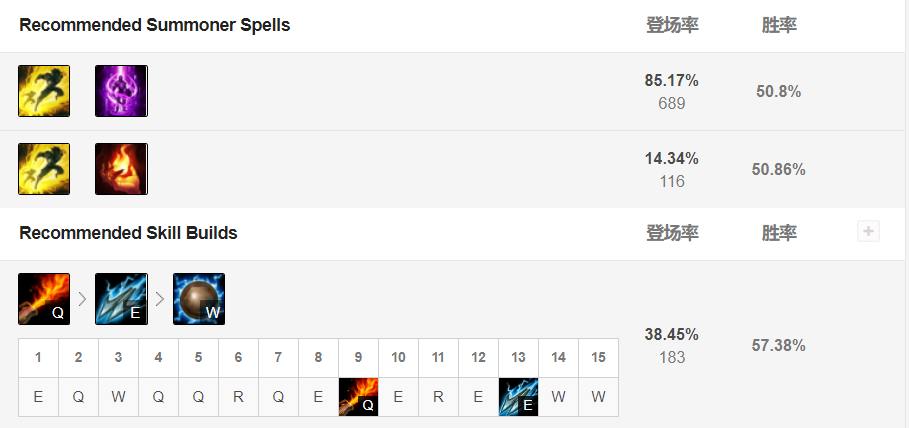 Recommended Summoner Spells 登场率 胜率
85.17%
689
50.8%
14.34%
116
50.86%
Recommended Skill Builds 登场率 胜率 +
Q > E > W
38.45%
183
57.38%
1 2 3 4 5 6 7 8 9 10 11 12 13 14 15
E Q W Q Q R Q E Q E R E E W W